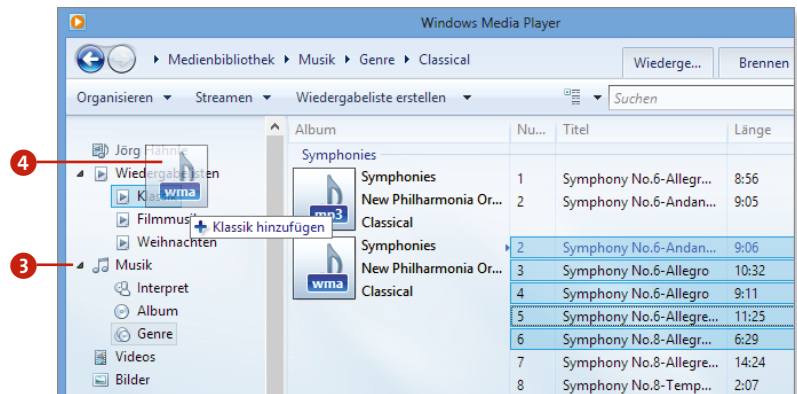 Windows Media Player
Medienbibliothek Musik Genre Classical
Wiederge... Brennen
Organisieren Streamen Wiedergabeliste erstellen Suchen
Album Nu... Titel Länge
Jörg Hähnle
Symphonies
4
wma
Wiedergabelisten
Symphonies 1 Symphony No.6-Allegr... 8:56
Klassik
mp3 New Philharmonia Or... 2 Symphony No.6-Andan... 9:05
Filmmusik
Klassik hinzufügen
Classical
Weihnachten
Symphonies 2 Symphony No.6-Andan... 9:06
3
Musik
wma New Philharmonia Or... 3 Symphony No.6-Allegro 10:32
Interpret
Classical 4 Symphony No.6-Allegro 9:11
Album
5 Symphony No.6-Allegre... 11:25
Genre
6 Symphony No.8-Allegr... 6:29
Videos
7 Symphony No.8-Allegre... 14:24
Bilder
8 Symphony No.8-Temp... 2:07